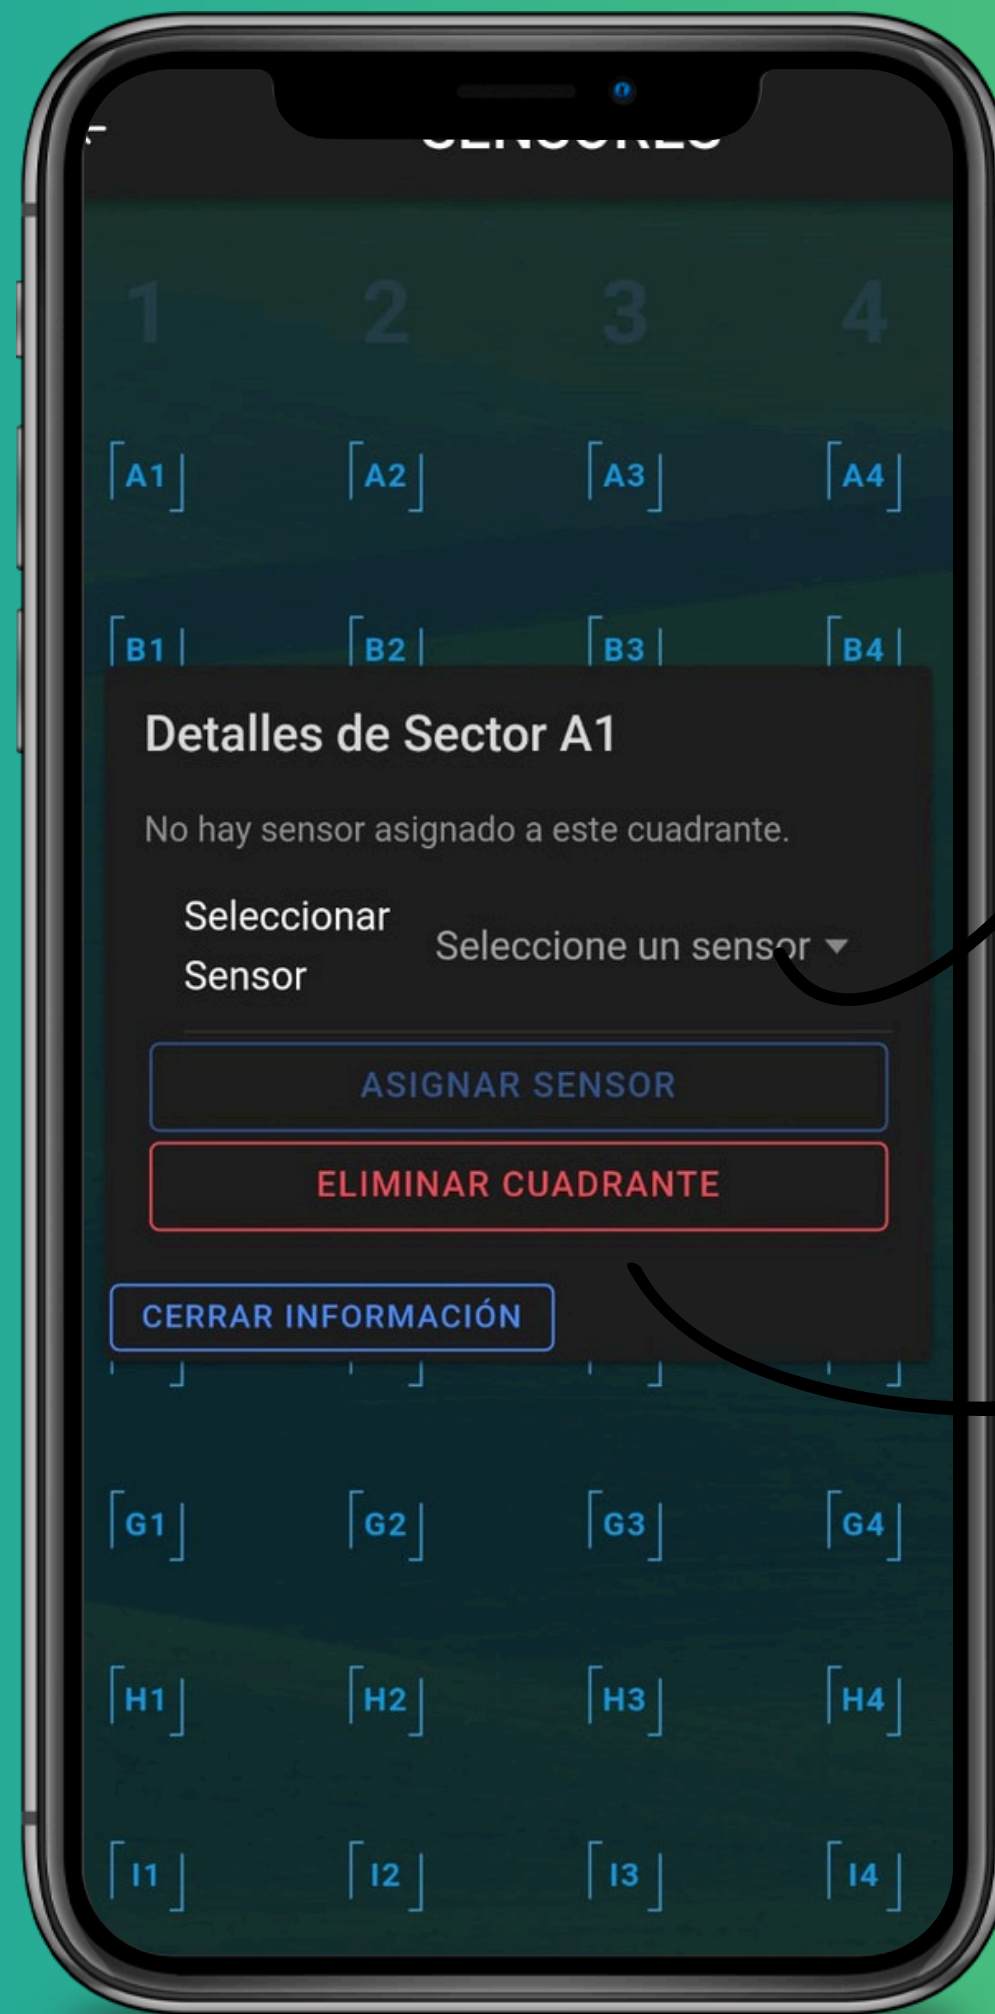 SENSORES
1 2 3 4
A1 A2 A3 A4
B1 B2 B3 B4
Detalles de Sector A1
No hay sensor asignado a este cuadrante.
Seleccionar
Sensor
Seleccione un sensor
ASIGNAR SENSOR
ELIMINAR CUADRANTE
CERRAR INFORMACIÓN
G1 G2 G3 G4
H1 H2 H3 H4
I1 I2 I3 I4